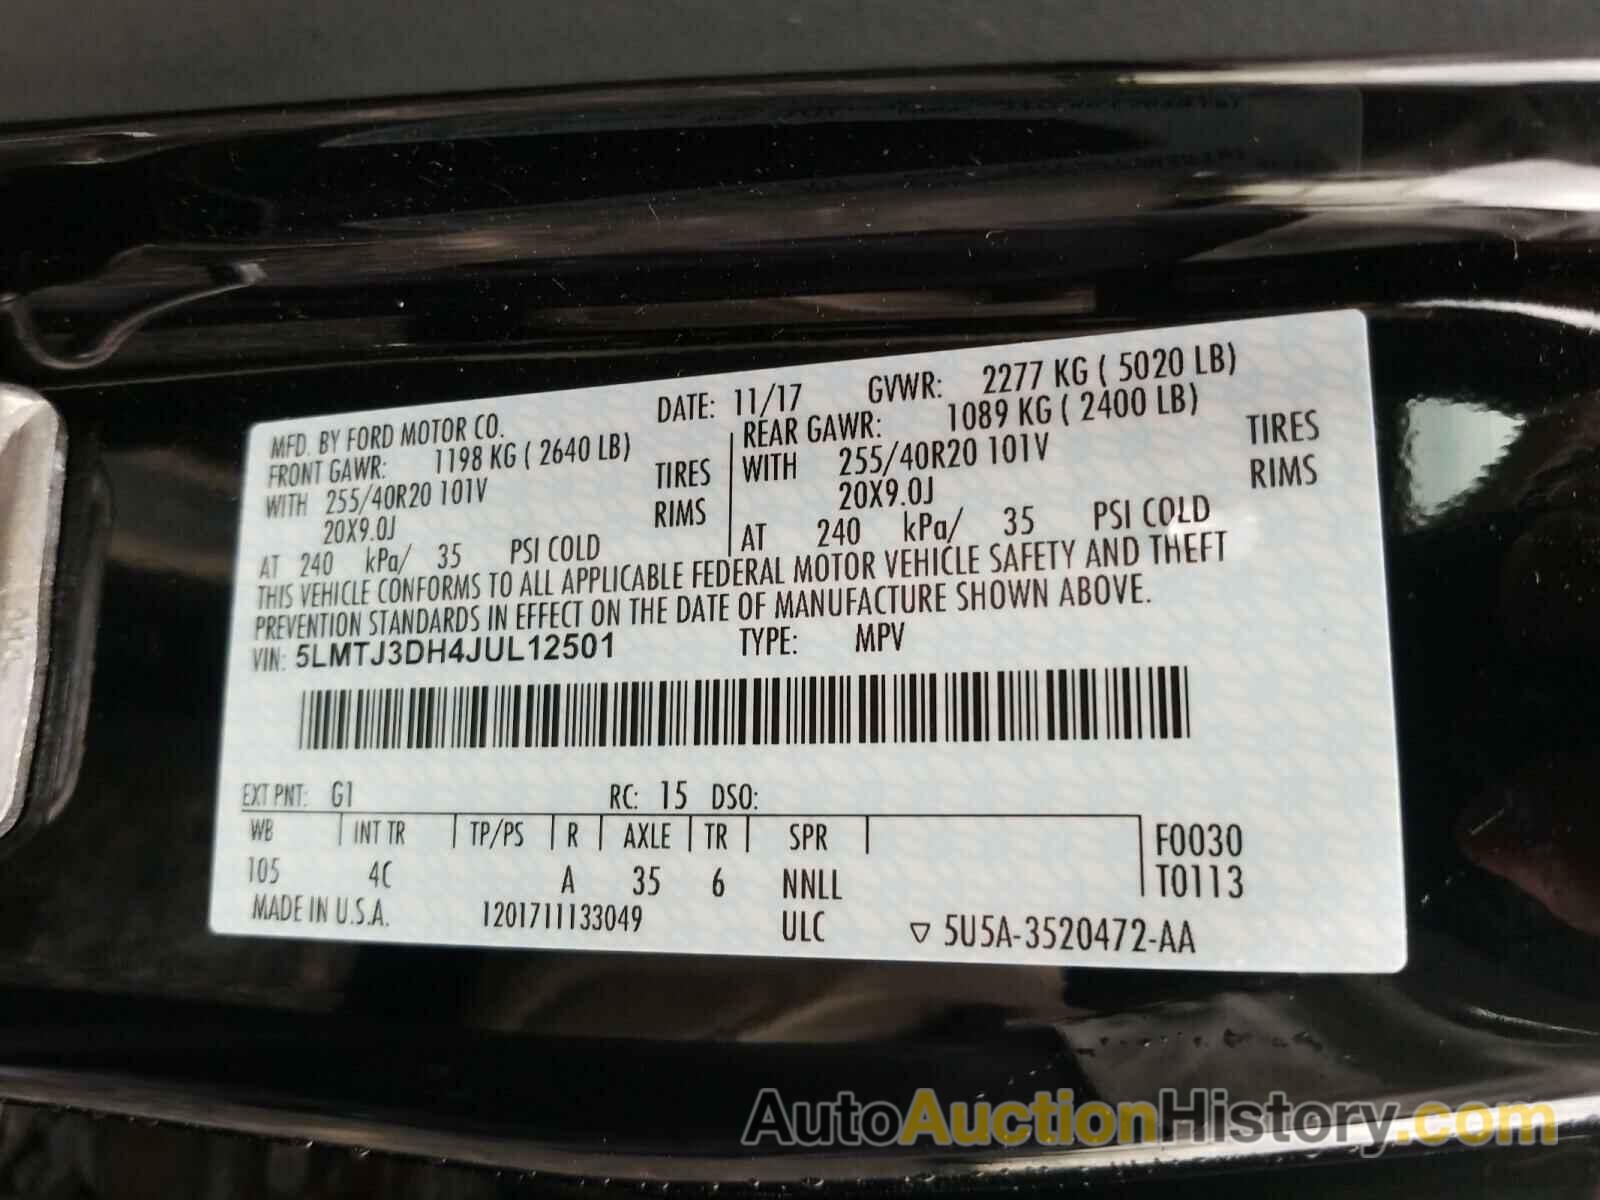 MFD. BY FORD MOTOR CO. DATE: 11/17 GVWR: 2277 KG ( 5020 LB)
FRONT GAWR: 1198 KG ( 2640 LB) REAR GAWR: 1089 KG ( 2400 LB)
WITH 255/40R20 101V TIRES WITH 255/40R20 101V TIRES
20X9.0J RIMS 20X9.0J RIMS
AT 240 kPa/ 35 PSI COLD AT 240 kPa/ 35 PSI COLD
THIS VEHICLE CONFORMS TO ALL APPLICABLE FEDERAL MOTOR VEHICLE SAFETY AND THEFT
PREVENTION STANDARDS IN EFFECT ON THE DATE OF MANUFACTURE SHOWN ABOVE.
VIN: 5LMTJ3DH4JUL12501 TYPE: MPV
EXT PNT: G1 RC: 15 DSO:
WB INT TR TP/PS R AXLE TR SPR F0030
105 4C A 35 6 NNLL T0113
MADE IN U.S.A. 1201711133049 ULC ▽ 5U5A-3520472-AA
AutoAuctionHistory.com